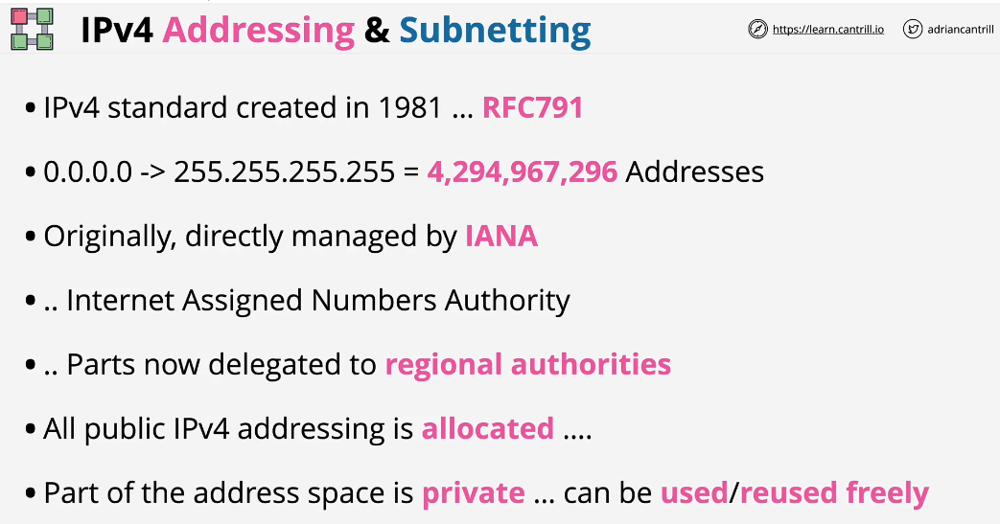 IPv4 Addressing & Subnetting
https://learn.cantrill.io
adriancantrill
• IPv4 standard created in 1981 ... RFC791
• 0.0.0.0 -> 255.255.255.255 = 4,294,967,296 Addresses
• Originally, directly managed by IANA
• .. Internet Assigned Numbers Authority
• .. Parts now delegated to regional authorities
• All public IPv4 addressing is allocated ....
• Part of the address space is private ... can be used/reused freely